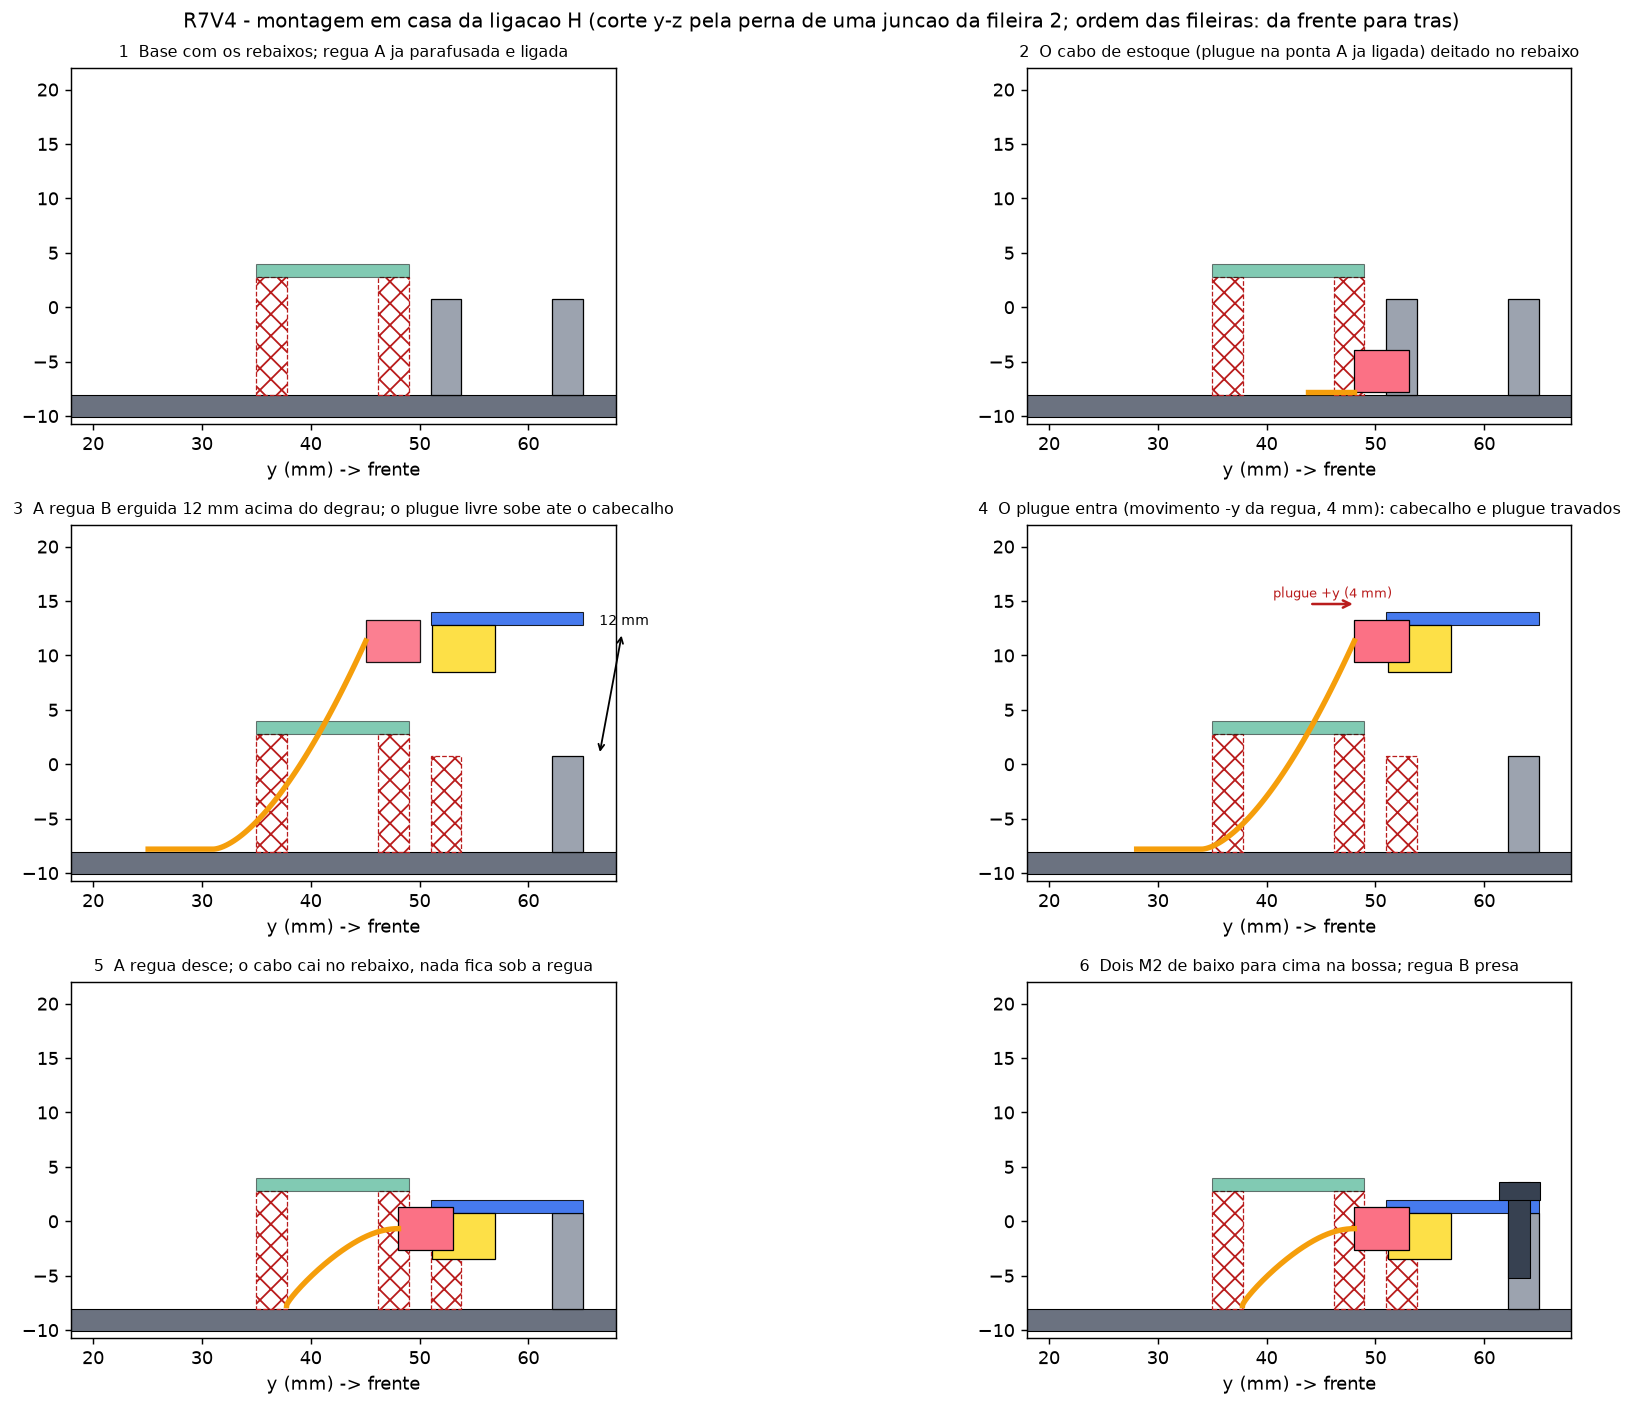 R7V4 - montagem em casa da ligacao H (corte y-z pela perna de uma juncao da fileira 2; ordem das fileiras: da frente para tras)
1  Base com os rebaixos; regua A ja parafusada e ligada
20
15
10
5
0
−5
−10
20 30 40 50 60
y (mm) -> frente
2  O cabo de estoque (plugue na ponta A ja ligada) deitado no rebaixo
20
15
10
5
0
−5
−10
20 30 40 50 60
y (mm) -> frente
3  A regua B erguida 12 mm acima do degrau; o plugue livre sobe ate o cabecalho
12 mm
20
15
10
5
0
−5
−10
20 30 40 50 60
y (mm) -> frente
4  O plugue entra (movimento -y da regua, 4 mm): cabecalho e plugue travados
plugue +y (4 mm)
20
15
10
5
0
−5
−10
20 30 40 50 60
y (mm) -> frente
5  A regua desce; o cabo cai no rebaixo, nada fica sob a regua
20
15
10
5
0
−5
−10
20 30 40 50 60
y (mm) -> frente
6  Dois M2 de baixo para cima na bossa; regua B presa
20
15
10
5
0
−5
−10
20 30 40 50 60
y (mm) -> frente